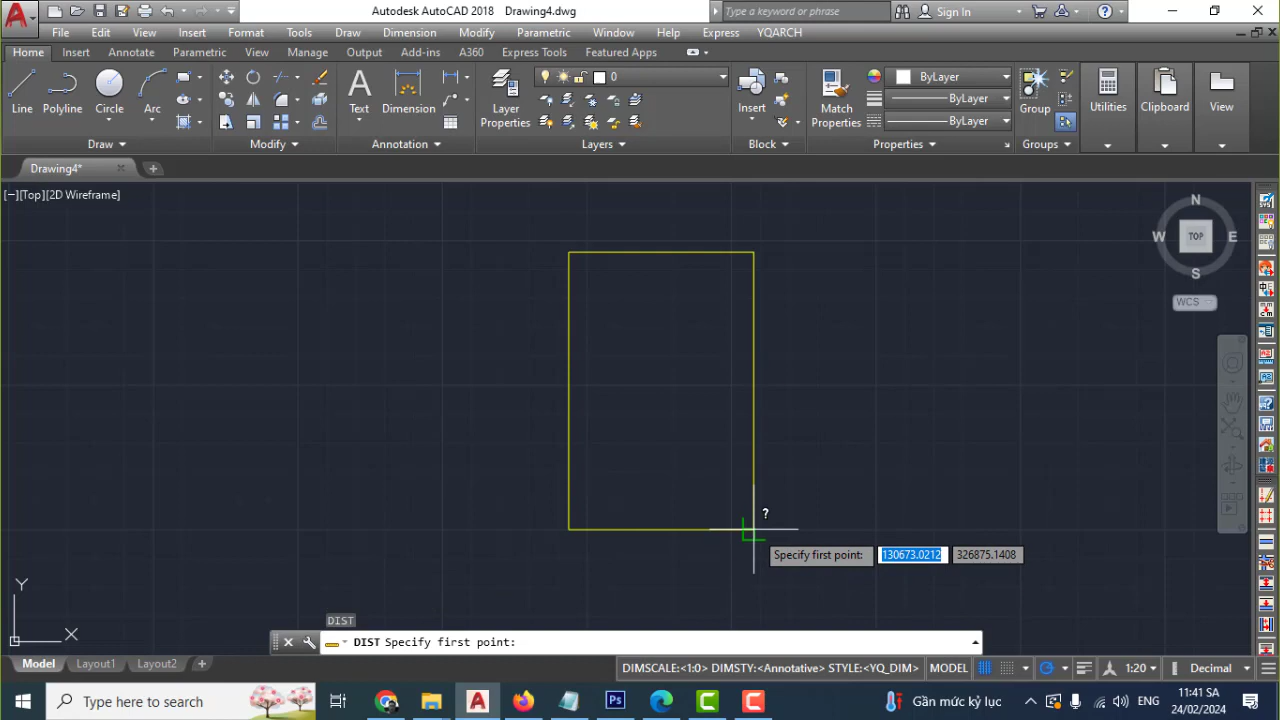 Autodesk AutoCAD 2018 Drawing4.dwg
Type a keyword or phrase
Sign In
File Edit View Insert Format Tools Draw Dimension Modify Parametric Window Help Express YQARCH
Home Insert Annotate Parametric View Manage Output Add-ins A360 Express Tools Featured Apps
Line Polyline Circle Arc
Text Dimension
Layer Properties
0
Insert
Match Properties
ByLayer
ByLayer
ByLayer
Group
Utilities
Clipboard
View
Draw Modify Annotation Layers Block Properties Groups
Drawing4*
[−][Top][2D Wireframe]
N
W TOP E
S
WCS
?
Specify first point: 130673.0212 326875.1408
Y
X
DIST
DIST Specify first point:
Model Layout1 Layout2
DIMSCALE:<1:0> DIMSTY:<Annotative> STYLE:<YQ_DIM> MODEL
1:20
Decimal
Type here to search
Gần mức kỷ lục
ENG
11:41 SA
24/02/2024